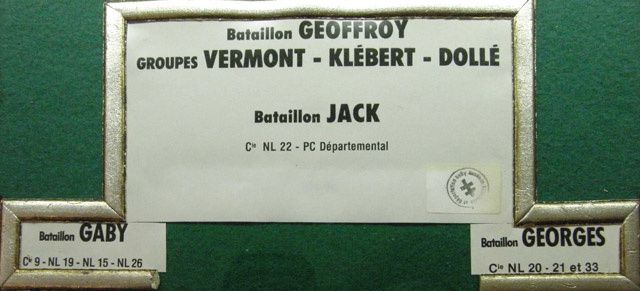 Bataillon GEOFFROY
GROUPES VERMONT - KLÉBERT - DOLLÉ
Bataillon JACK
Cie NL 22 - PC Départemental
Bataillon GABY
Cie 9 - NL 19 - NL 15 - NL 26
Bataillon GEORGES
Cie NL 20 - 21 et 33